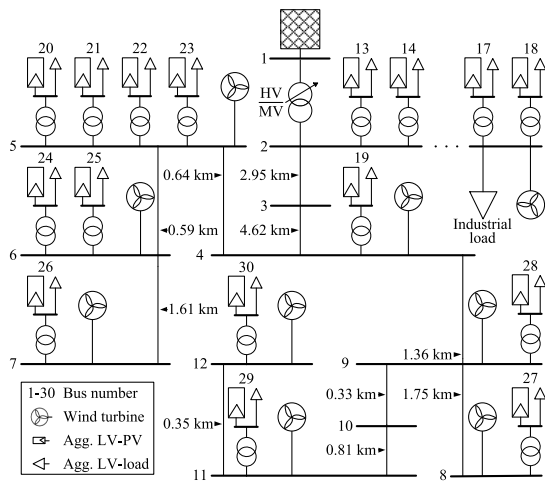 20 21 22 23 1 13 14 17 18
HV
MV
5 2 . . .
24 25 0.64 km 2.95 km 19
3 Industrial
load
0.59 km 4.62 km
6 4
26 30 28
1.61 km
7 12 9 1.36 km
29 0.33 km 1.75 km 27
1-30 Bus number
Wind turbine 0.35 km 10
Agg. LV-PV 0.81 km
Agg. LV-load 11 8